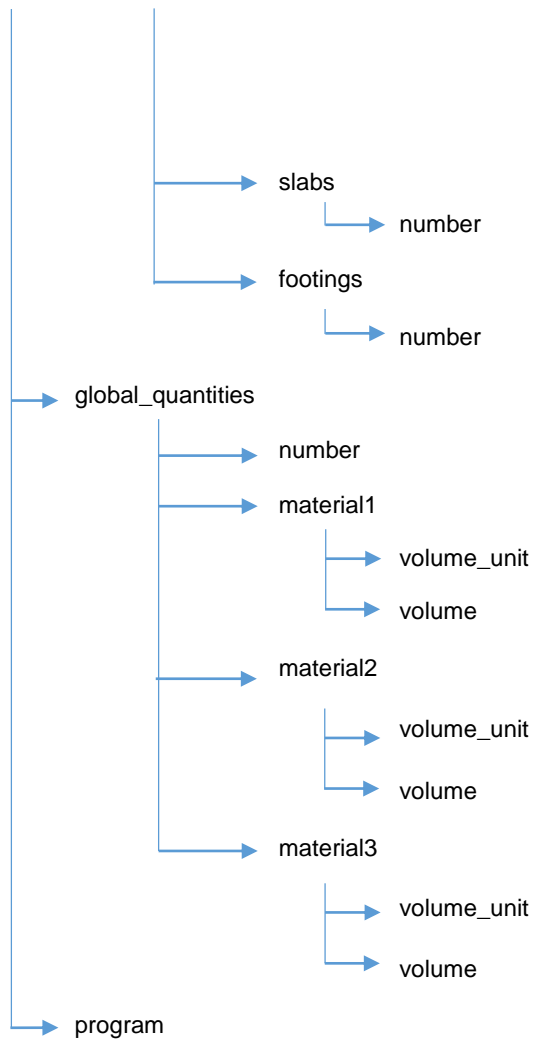 slabs
number
footings
number
global_quantities
number
material1
volume_unit
volume
material2
volume_unit
volume
material3
volume_unit
volume
program